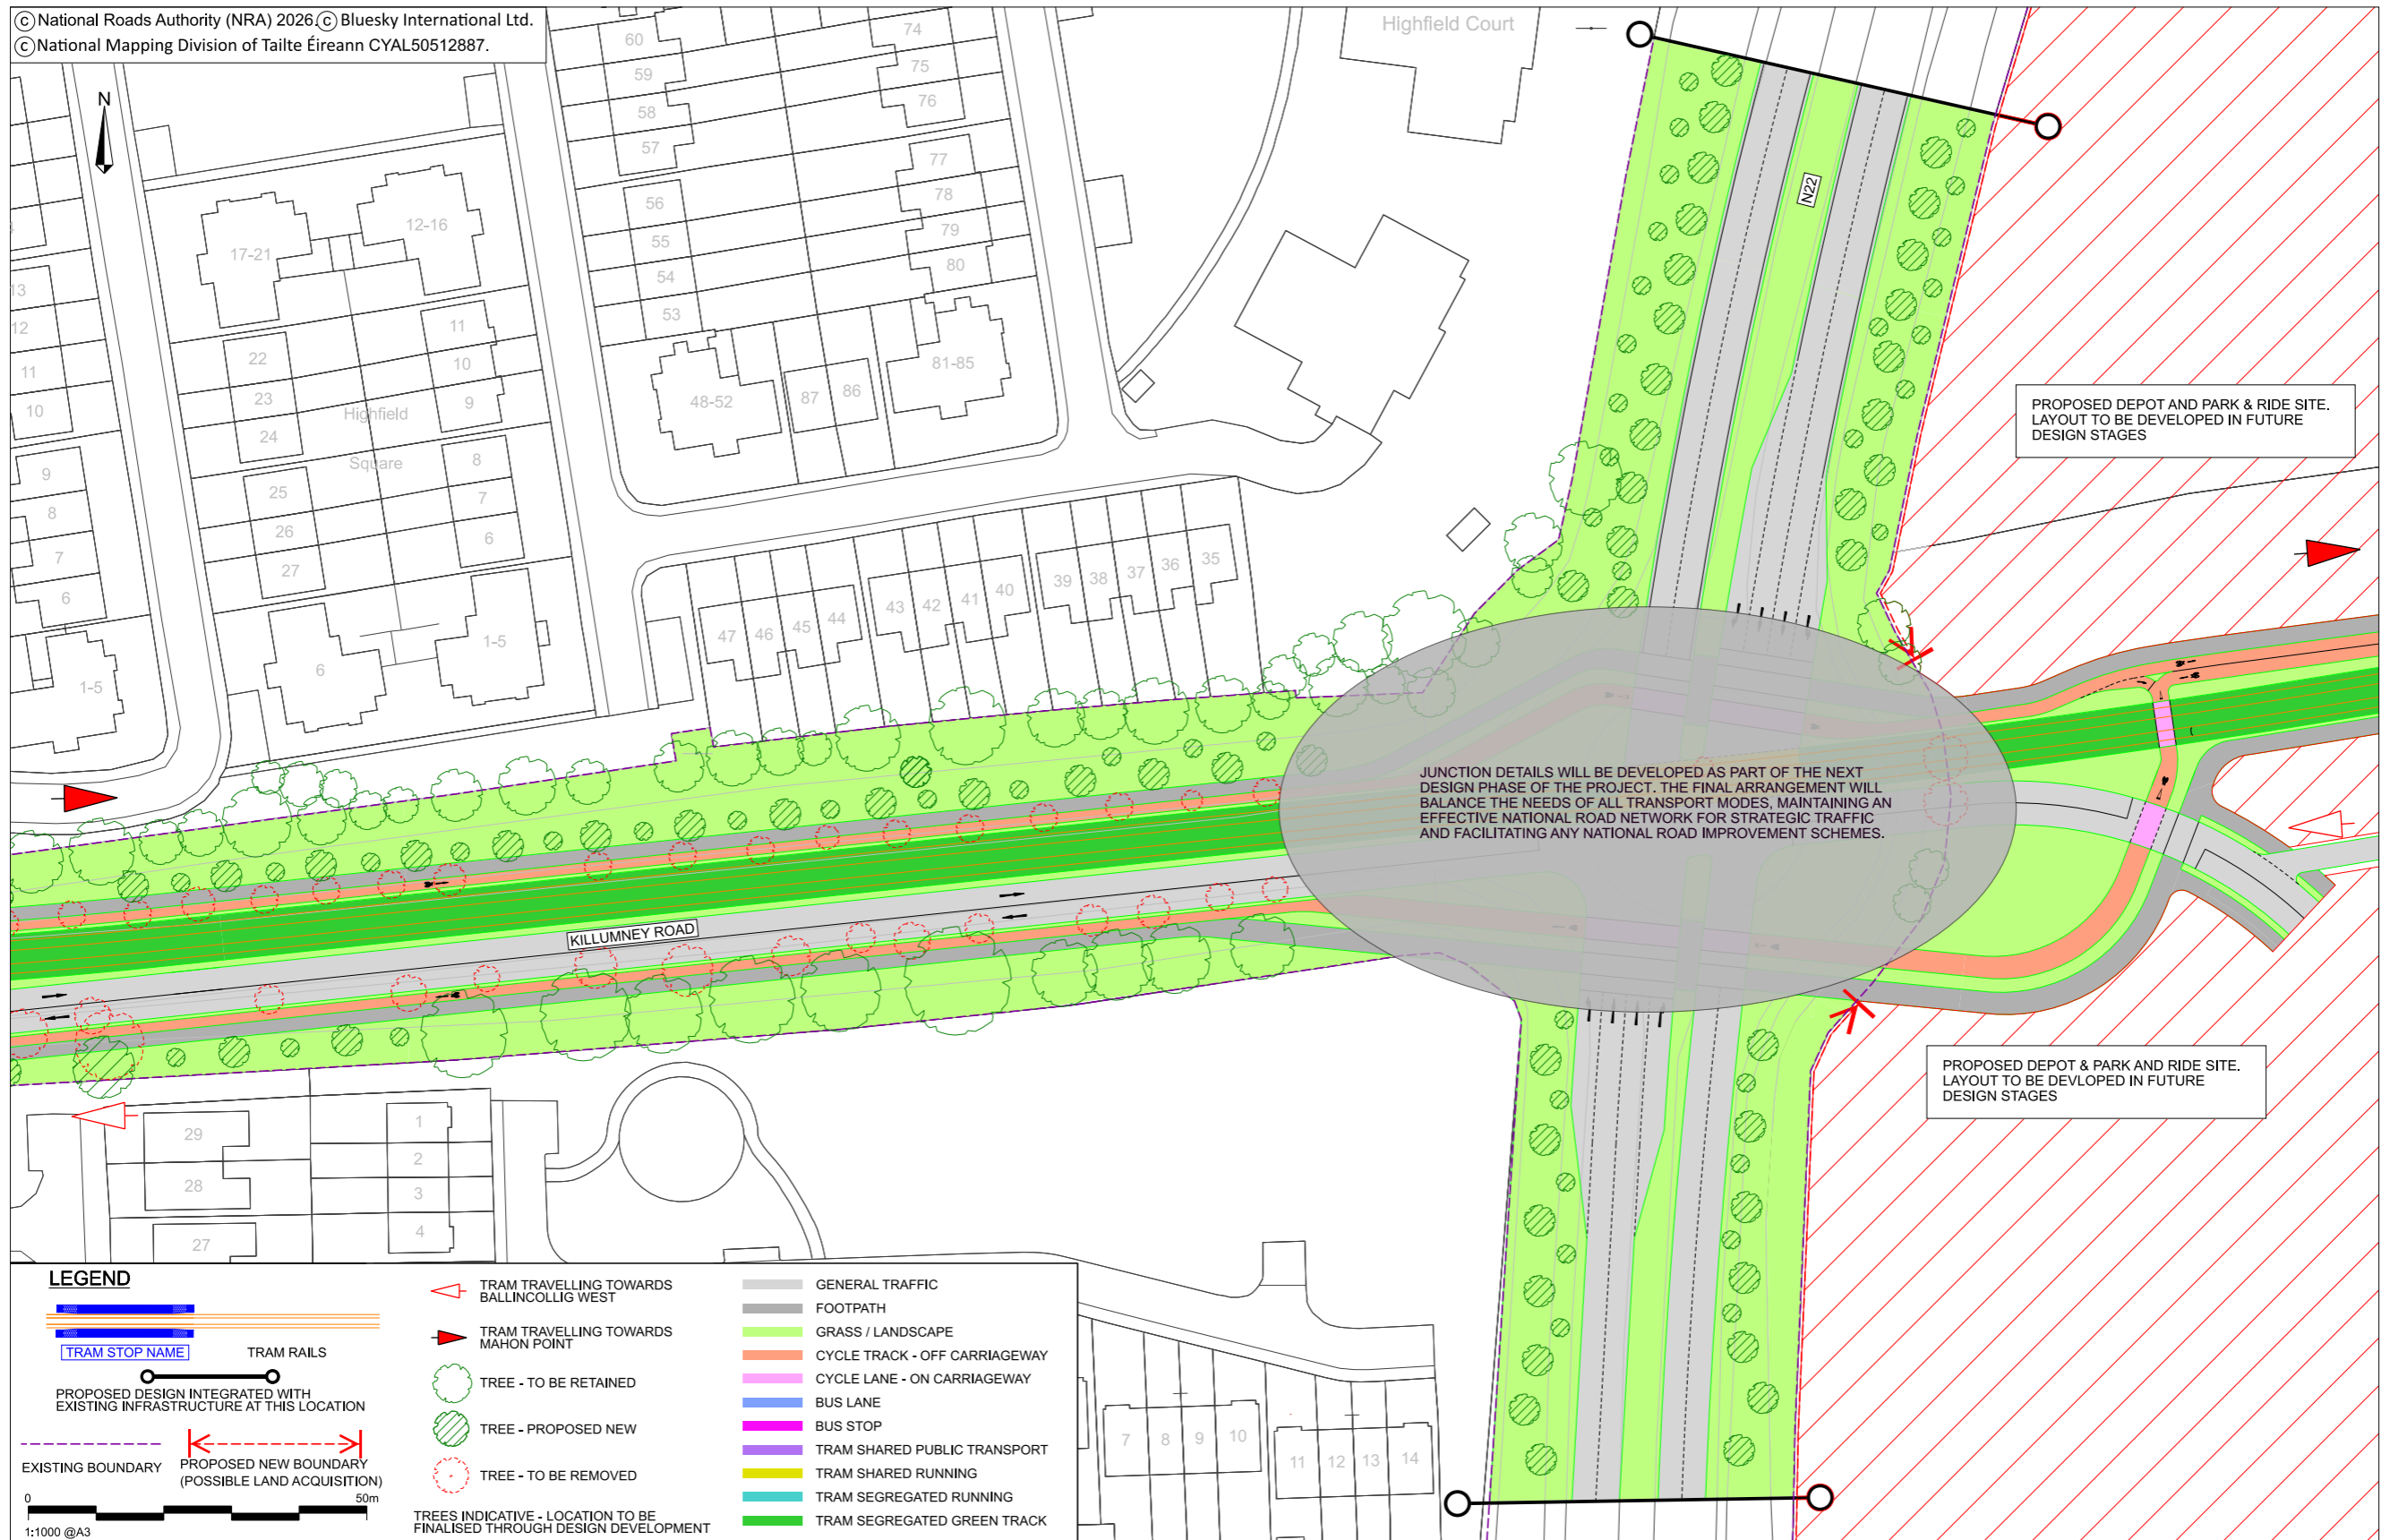 © National Roads Authority (NRA) 2026. © Bluesky International Ltd.
© National Mapping Division of Tailte Éireann CYAL50512887.
N
Highfield Court
60
59
58
57
56
55
54
53
74
75
76
77
78
79
80
17-21
12-16
13
12
11
10
9
8
7
6
1-5
22
23
24
25
26
27
11
10
9
8
7
6
Highfield
Square
6
1-5
48-52
87
86
81-85
47
46
45
44
43
42
41
40
39
38
37
36
35
N22
PROPOSED DEPOT AND PARK & RIDE SITE.
LAYOUT TO BE DEVELOPED IN FUTURE
DESIGN STAGES
JUNCTION DETAILS WILL BE DEVELOPED AS PART OF THE NEXT
DESIGN PHASE OF THE PROJECT. THE FINAL ARRANGEMENT WILL
BALANCE THE NEEDS OF ALL TRANSPORT MODES, MAINTAINING AN
EFFECTIVE NATIONAL ROAD NETWORK FOR STRATEGIC TRAFFIC
AND FACILITATING ANY NATIONAL ROAD IMPROVEMENT SCHEMES.
KILLUMNEY ROAD
PROPOSED DEPOT & PARK AND RIDE SITE.
LAYOUT TO BE DEVLOPED IN FUTURE
DESIGN STAGES
29
28
27
1
2
3
4
7
8
9
10
11
12
13
14
LEGEND
TRAM STOP NAME
TRAM RAILS
PROPOSED DESIGN INTEGRATED WITH
EXISTING INFRASTRUCTURE AT THIS LOCATION
EXISTING BOUNDARY
PROPOSED NEW BOUNDARY
(POSSIBLE LAND ACQUISITION)
0
50m
1:1000 @A3
TRAM TRAVELLING TOWARDS
BALLINCOLLIG WEST
TRAM TRAVELLING TOWARDS
MAHON POINT
TREE - TO BE RETAINED
TREE - PROPOSED NEW
TREE - TO BE REMOVED
TREES INDICATIVE - LOCATION TO BE
FINALISED THROUGH DESIGN DEVELOPMENT
GENERAL TRAFFIC
FOOTPATH
GRASS / LANDSCAPE
CYCLE TRACK - OFF CARRIAGEWAY
CYCLE LANE - ON CARRIAGEWAY
BUS LANE
BUS STOP
TRAM SHARED PUBLIC TRANSPORT
TRAM SHARED RUNNING
TRAM SEGREGATED RUNNING
TRAM SEGREGATED GREEN TRACK